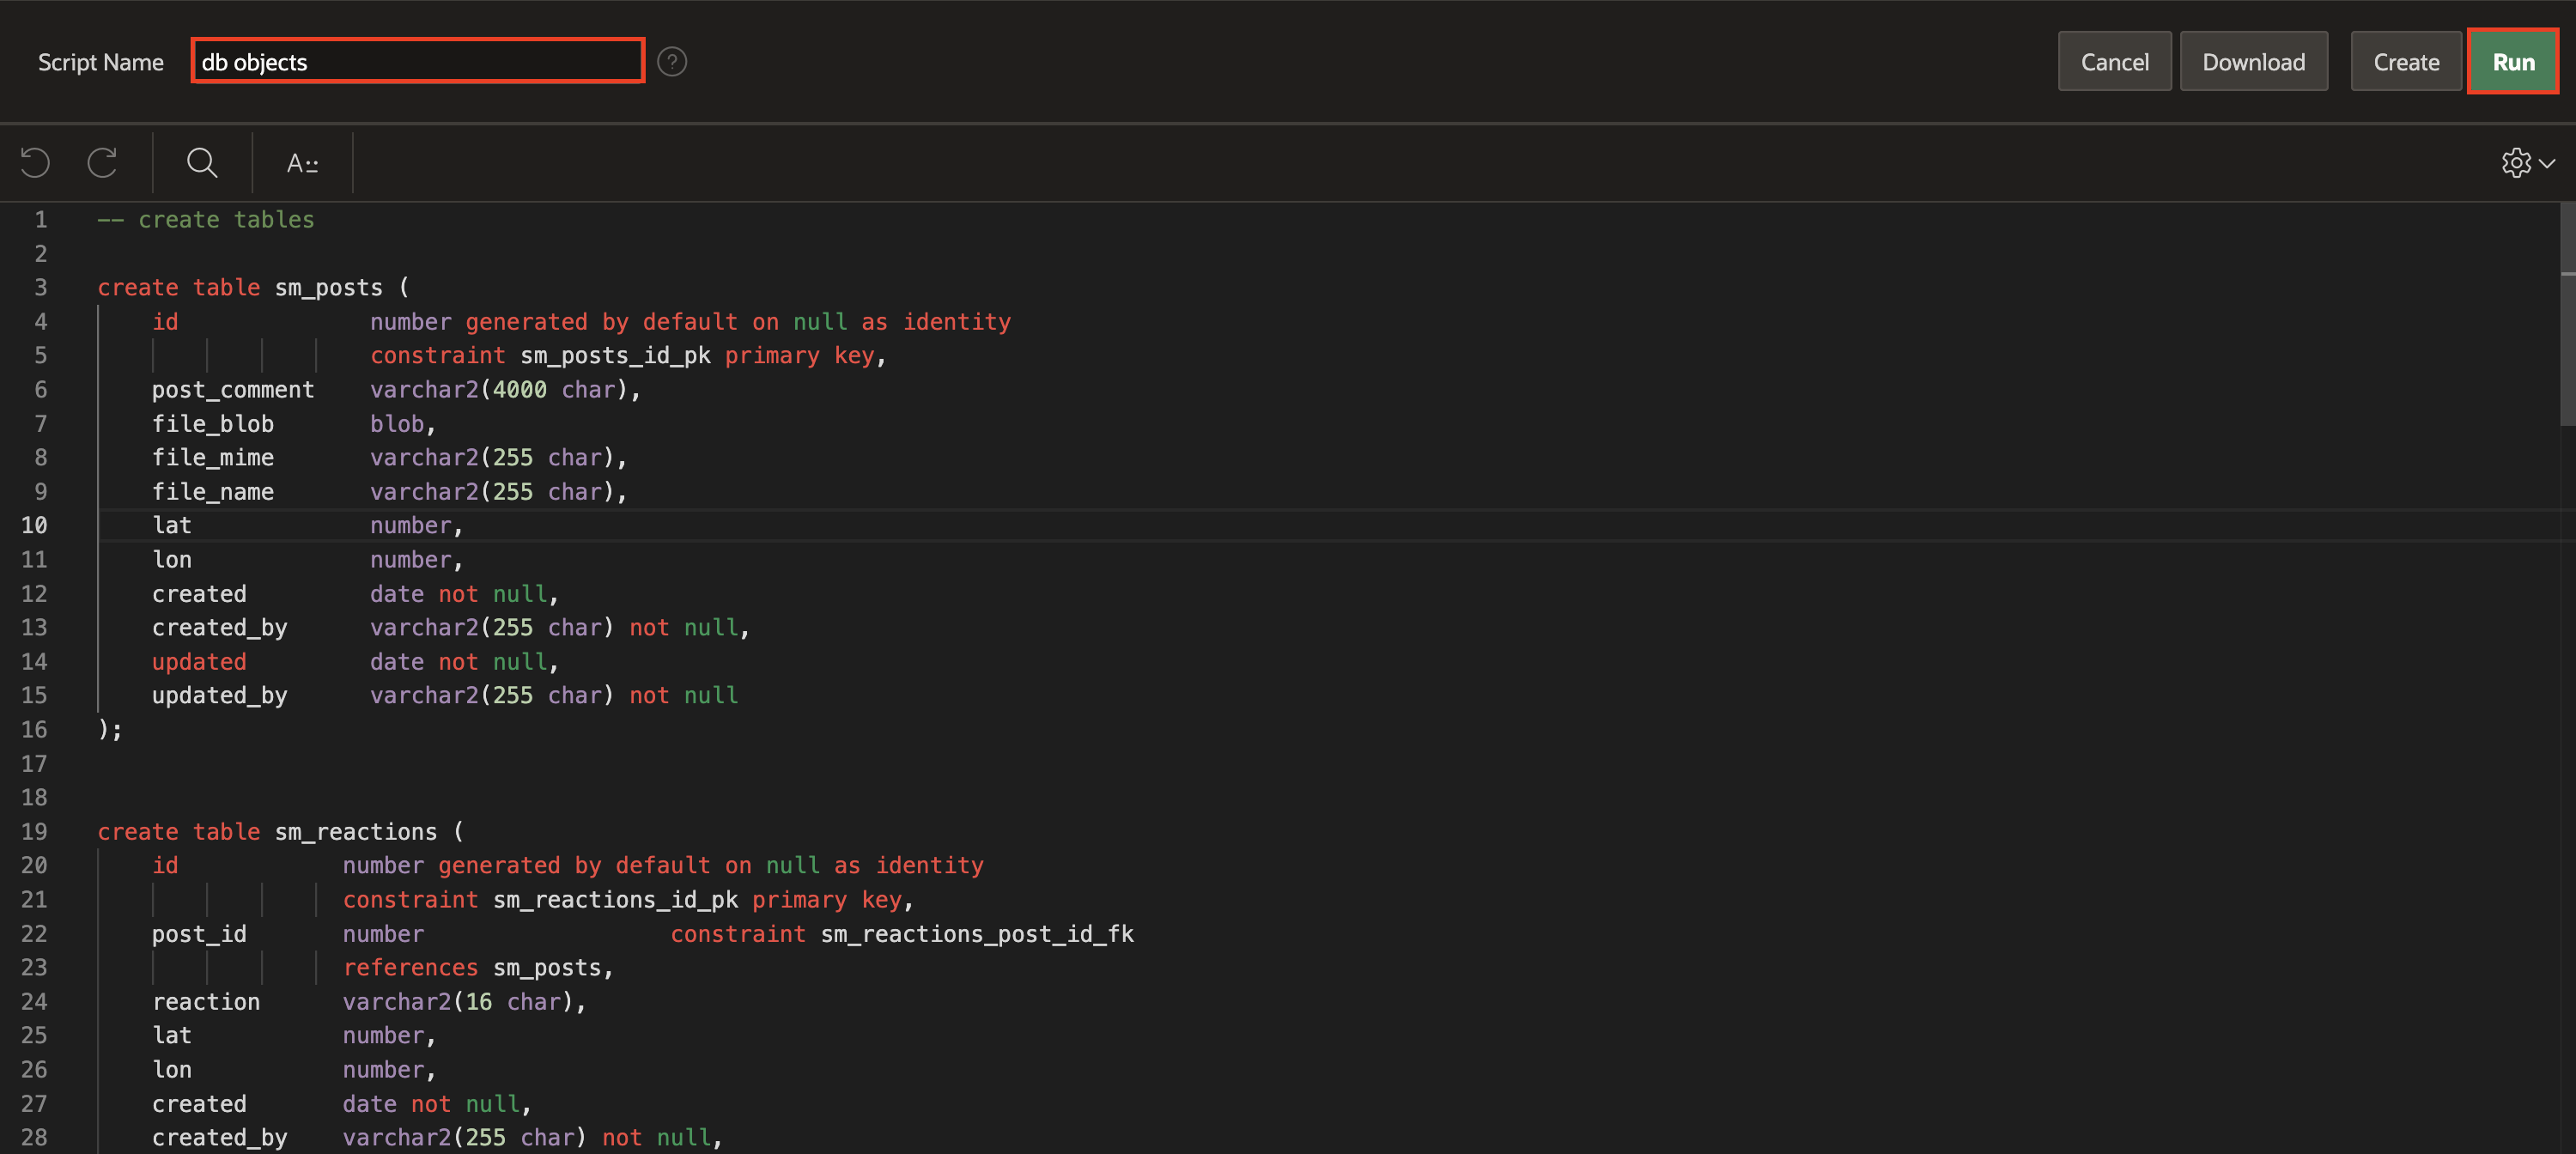 Script Name db objects ? Cancel Download Create Run
A::
1 -- create tables
2
3 create table sm_posts (
4 id number generated by default on null as identity
5 constraint sm_posts_id_pk primary key,
6 post_comment varchar2(4000 char),
7 file_blob blob,
8 file_mime varchar2(255 char),
9 file_name varchar2(255 char),
10 lat number,
11 lon number,
12 created date not null,
13 created_by varchar2(255 char) not null,
14 updated date not null,
15 updated_by varchar2(255 char) not null
16 );
17
18
19 create table sm_reactions (
20 id number generated by default on null as identity
21 constraint sm_reactions_id_pk primary key,
22 post_id number constraint sm_reactions_post_id_fk
23 references sm_posts,
24 reaction varchar2(16 char),
25 lat number,
26 lon number,
27 created date not null,
28 created_by varchar2(255 char) not null,